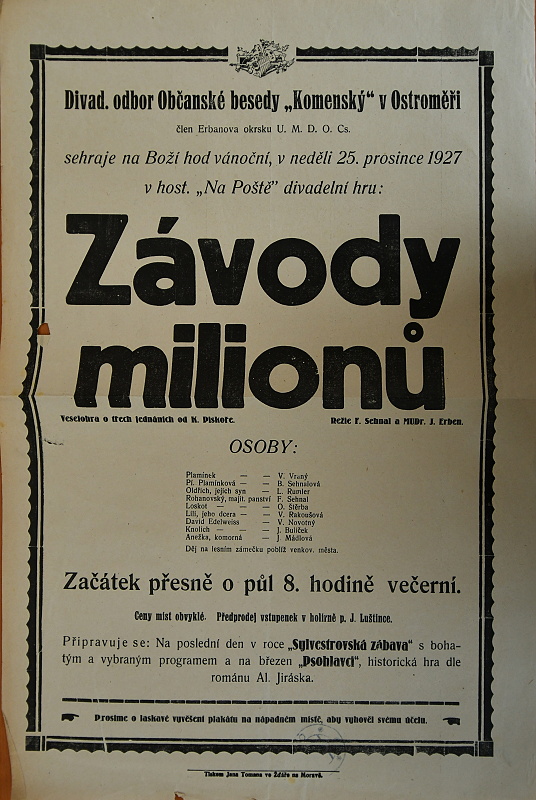 Divad. odbor Občanské besedy „Komenský“ v Ostroměři
člen Erbanova okrsku U. M. D. O. Cs.
sehraje na Boží hod vánoční, v neděli 25. prosince 1927
v host. „Na Poště” divadelní hru:
Závody
milionů
Veselohra o třech jednáních od K. Piskoře.
Režie F. Sehnal a MUDr. J. Erben.
OSOBY:
Plamínek — — V. Vraný
Pí. Plamínková — — B. Sehnalová
Oldřich, jejich syn — L. Rumler
Rohanovský, majit. panství F. Sehnal
Loskot — — — O. Štěrba
Lili, jeho dcera — — V. Rakoušová
David Edelweiss — V. Novotný
Knolich — — — J. Bulíček
Anežka, komorná — J. Mádlová
Děj na lesním zámečku poblíž venkov. města.
Začátek přesně o půl 8. hodině večerní.
Ceny míst obvyklé. Předprodej vstupenek v holírně p. J. Luštince.
Připravuje se: Na poslední den v roce „Sylvestrovská zábava“ s boha-
tým a vybraným programem a na březen „Psohlavci“, historická hra dle
románu Al. Jiráska.
Prosíme o laskavé vyvěšení plakátu na nápadném místě, aby vyhověl svému účelu.
Tiskem Jana Tomana ve Žďáře na Moravě.